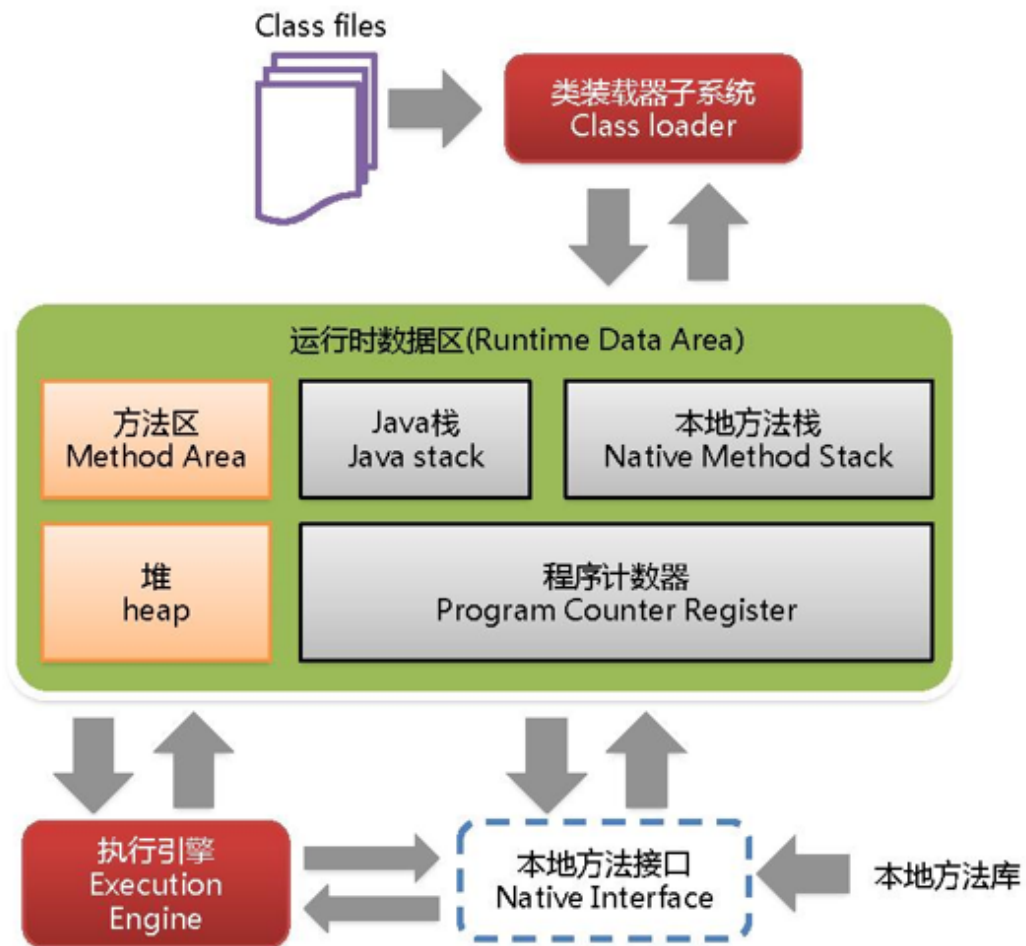 Class files
类装载器子系统
Class loader
运行时数据区(Runtime Data Area)
方法区
Method Area
Java栈
Java stack
本地方法栈
Native Method Stack
堆
heap
程序计数器
Program Counter Register
执行引擎
Execution
Engine
本地方法接口
Native Interface
本地方法库